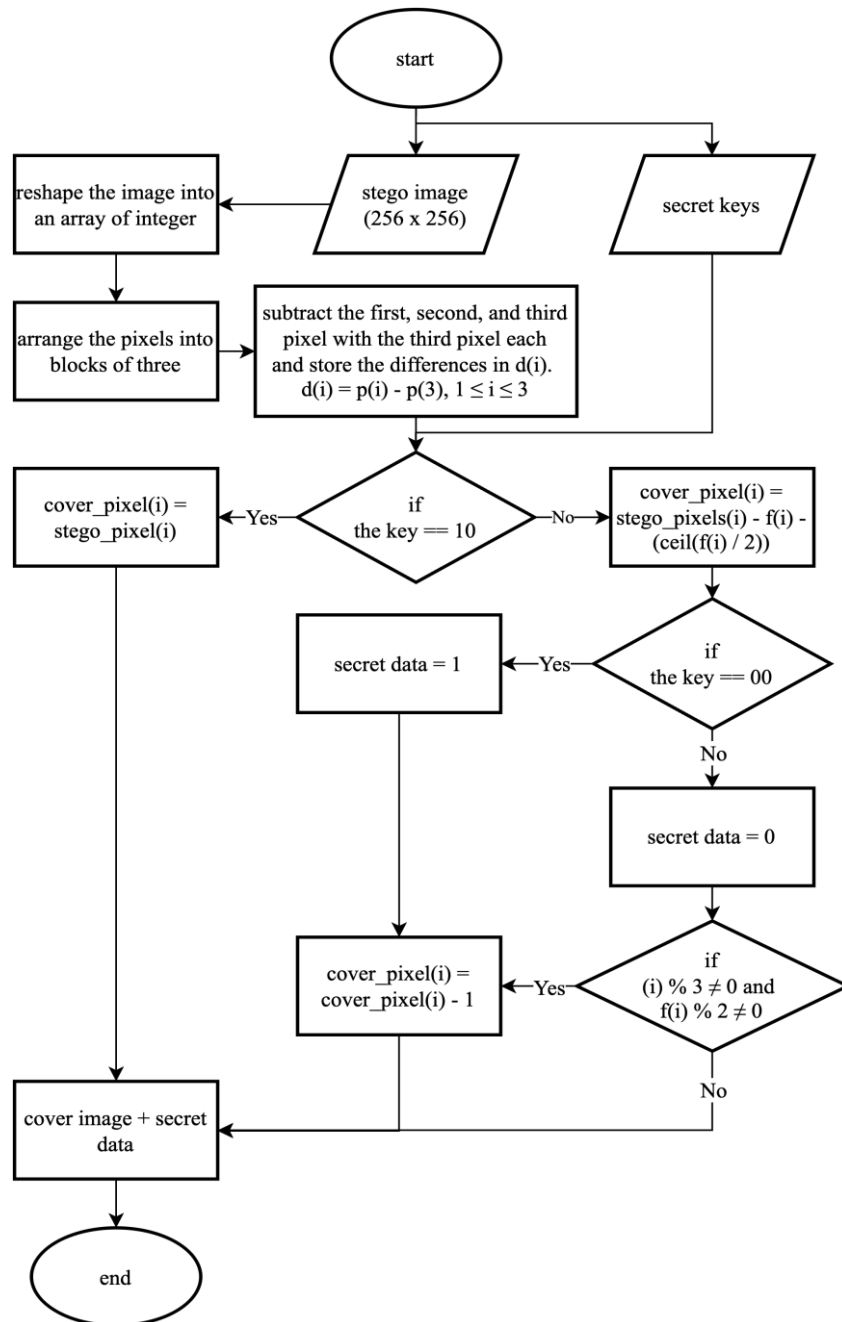 start
stego image
(256 x 256)
secret keys
reshape the image into
an array of integer
arrange the pixels into
blocks of three
subtract the first, second, and third
pixel with the third pixel each
and store the differences in d(i).
d(i) = p(i) - p(3), 1 ≤ i ≤ 3
if
the key == 10
Yes
cover_pixel(i) =
stego_pixel(i)
No
cover_pixel(i) =
stego_pixels(i) - f(i) -
(ceil(f(i) / 2))
if
the key == 00
Yes
secret data = 1
No
secret data = 0
if
(i) % 3 ≠ 0 and
f(i) % 2 ≠ 0
Yes
cover_pixel(i) =
cover_pixel(i) - 1
No
cover image + secret
data
end